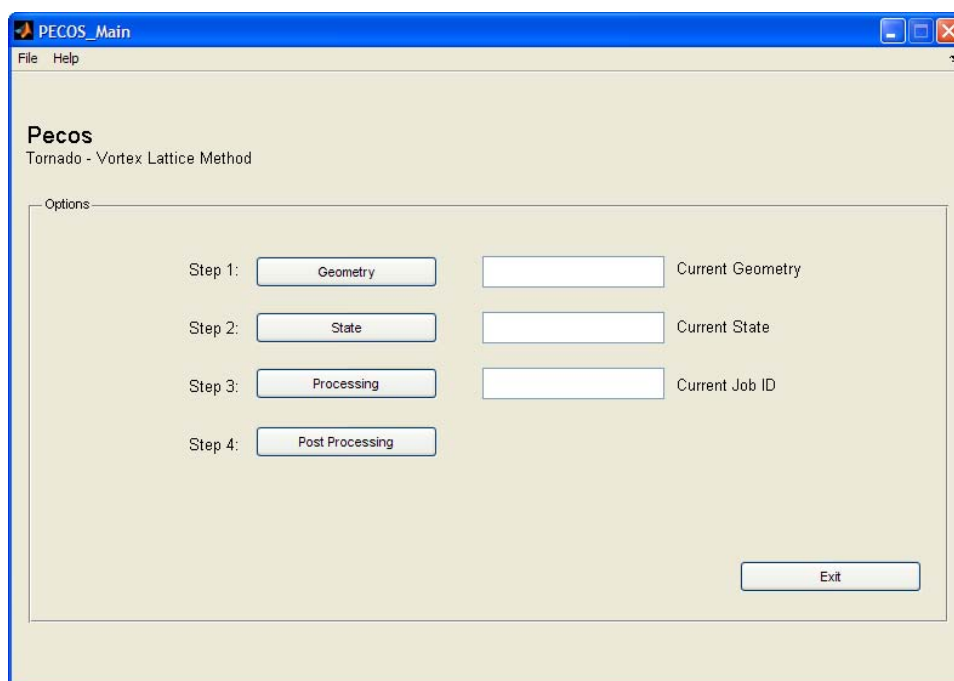 PECOS_Main
File Help
Pecos
Tornado - Vortex Lattice Method
Options
Step 1: Geometry Current Geometry
Step 2: State Current State
Step 3: Processing Current Job ID
Step 4: Post Processing
Exit